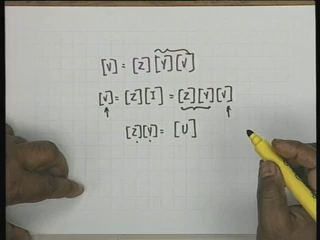 [V] = [Z] [Y] [V]
[V] = [Z] [I] = [Z] [Y] [V]
[Z] [Y] = [U]